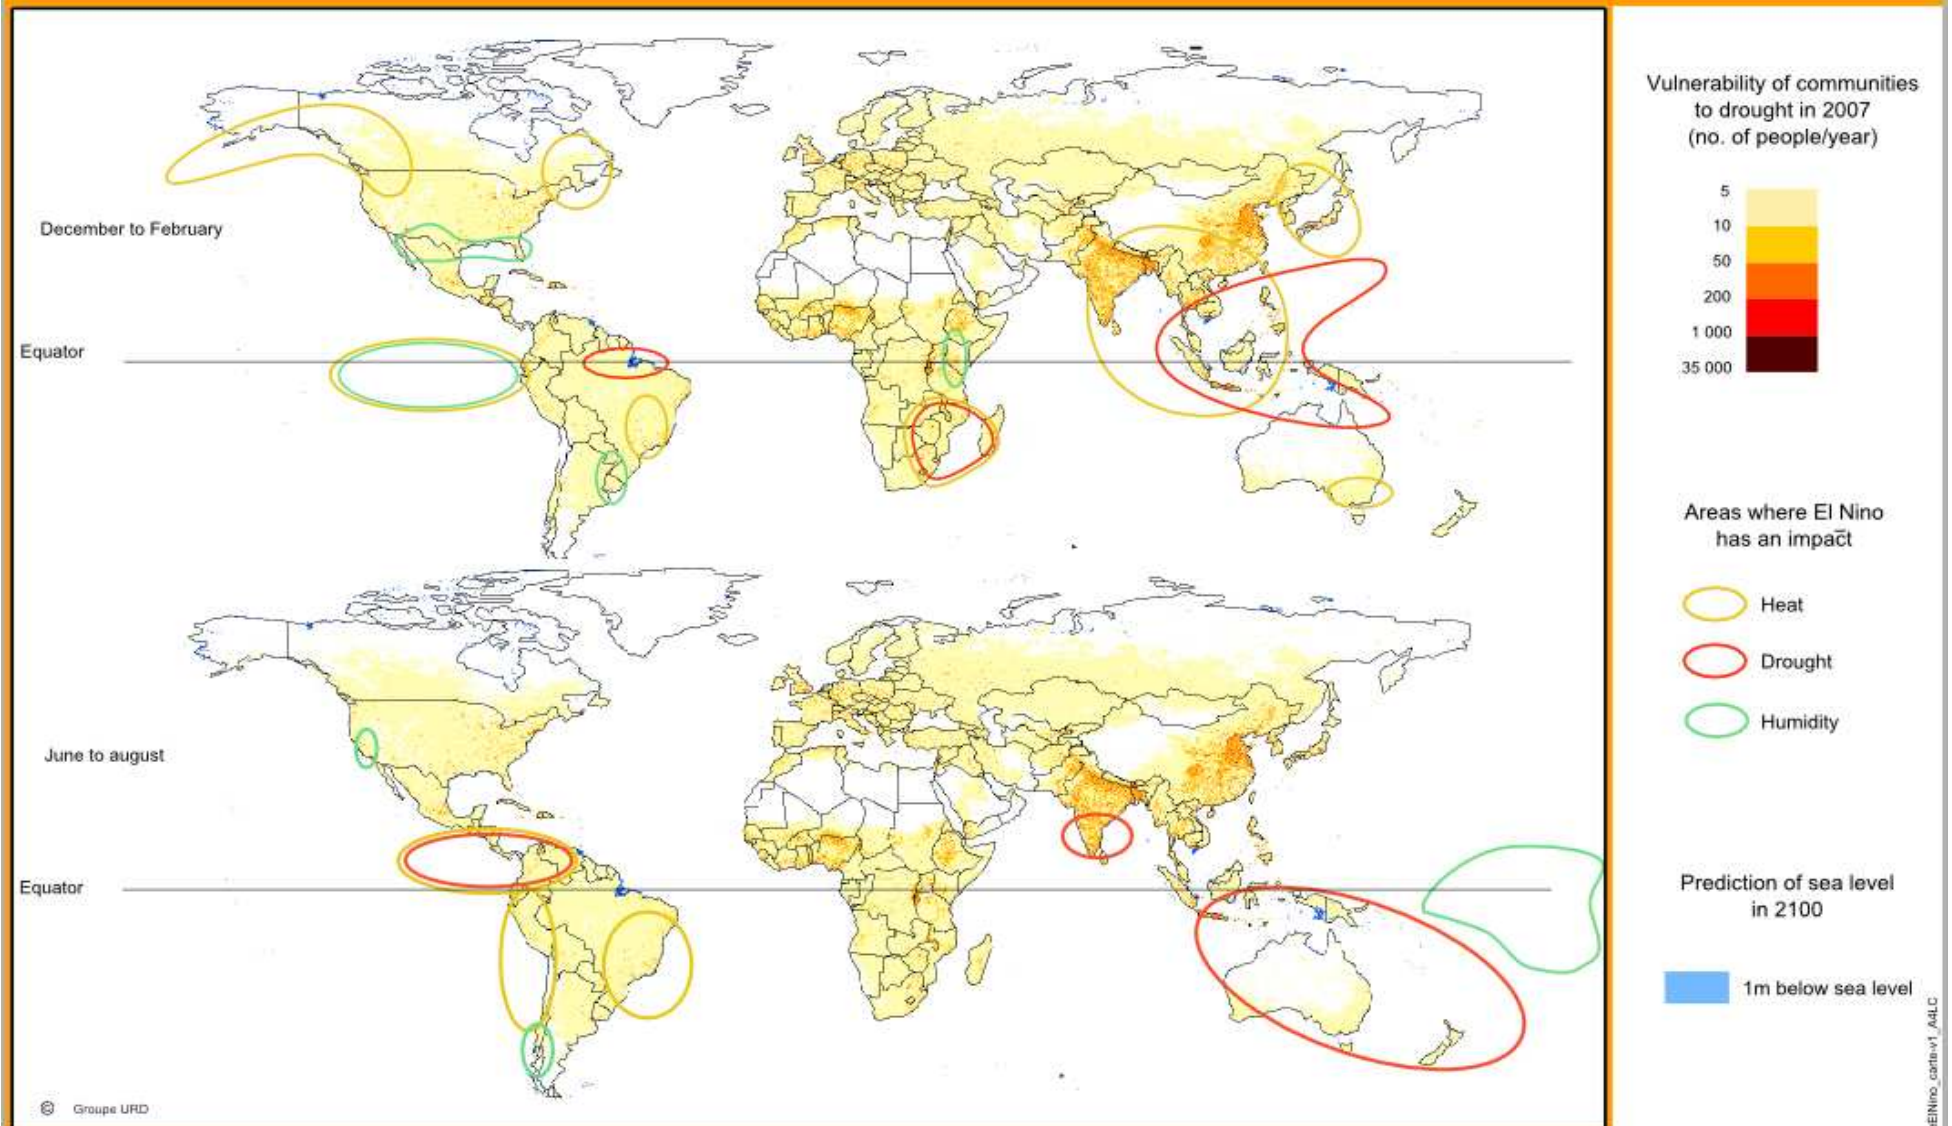 December to February
Equator
June to august
Equator
© Groupe URD
Vulnerability of communities
to drought in 2007
(no. of people/year)
5
10
50
200
1 000
35 000
Areas where El Nino
has an impact
Heat
Drought
Humidity
Prediction of sea level
in 2100
1m below sea level
ElNino_carte-v1_A4LC